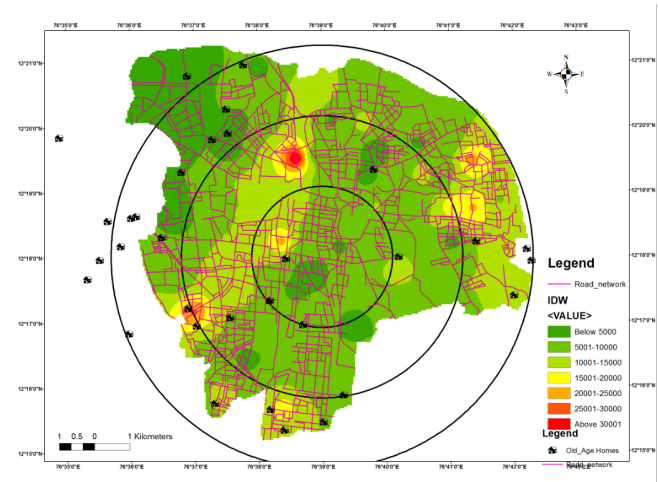 76°35'0"E 76°36'0"E 76°37'0"E 76°38'0"E 76°39'0"E 76°40'0"E 76°41'0"E 76°42'0"E 76°43'0"E
12°21'0"N 12°21'0"N
N
W E
S
12°20'0"N 12°20'0"N
12°19'0"N 12°19'0"N
12°18'0"N 12°18'0"N
Legend
Road_network
IDW
<VALUE>
12°17'0"N 12°17'0"N
Below 5000
5001-10000
10001-15000
15001-20000
20001-25000
25001-30000
Above 30001
12°16'0"N 12°16'0"N
Legend
1 0.5 0 1 Kilometers
Old_Age Homes
12°15'0"N 12°15'0"N
Road_network
76°35'0"E 76°36'0"E 76°37'0"E 76°38'0"E 76°39'0"E 76°40'0"E 76°41'0"E 76°42'0"E